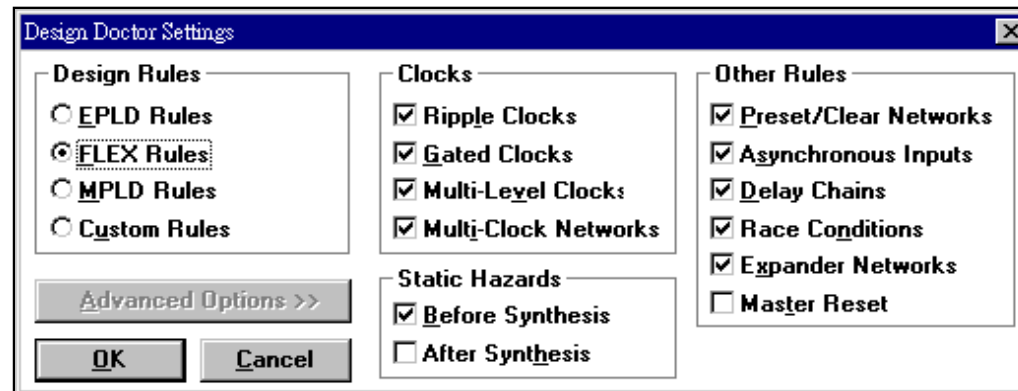 Design Doctor Settings
Design Rules
EPLD Rules
FLEX Rules
MPLD Rules
Custom Rules
Advanced Options >>
OK
Cancel
Clocks
Ripple Clocks
Gated Clocks
Multi-Level Clocks
Multi-Clock Networks
Static Hazards
Before Synthesis
After Synthesis
Other Rules
Preset/Clear Networks
Asynchronous Inputs
Delay Chains
Race Conditions
Expander Networks
Master Reset